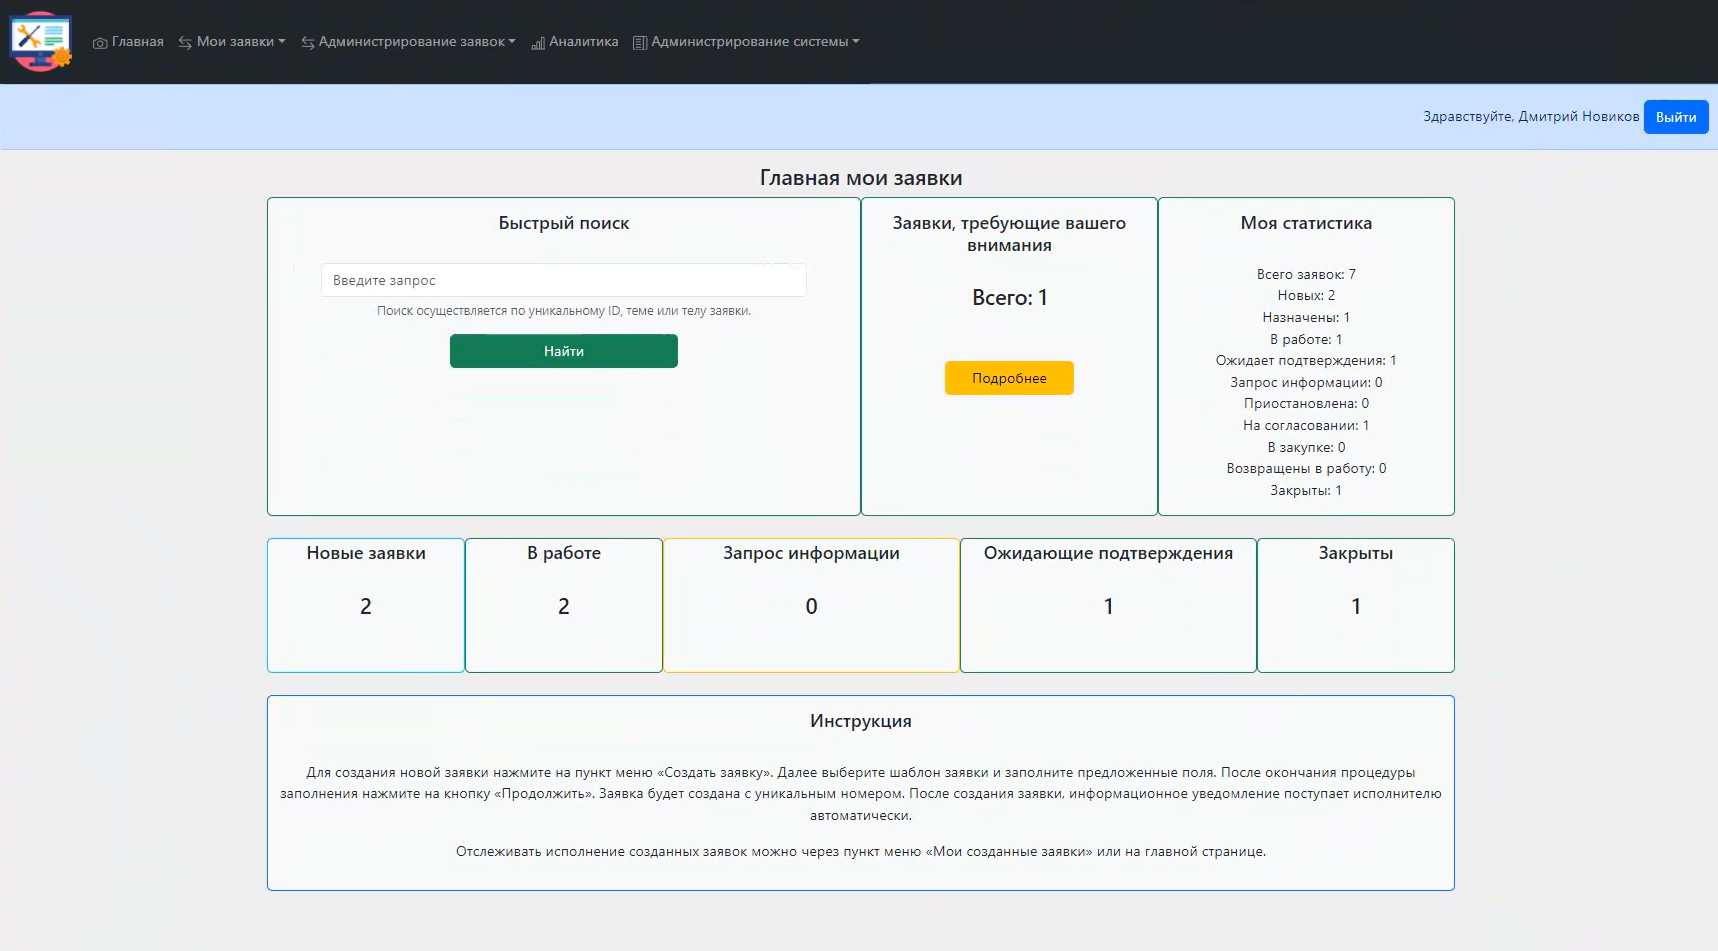 Главная
Мои заявки
Администрирование заявок
Аналитика
Администрирование системы
Здравствуйте, Дмитрий Новиков
Выйти
Главная мои заявки
Быстрый поиск
Введите запрос
Поиск осуществляется по уникальному ID, теме или телу заявки.
Найти
Заявки, требующие вашего
внимания
Всего: 1
Подробнее
Моя статистика
Всего заявок: 7
Новых: 2
Назначены: 1
В работе: 1
Ожидает подтверждения: 1
Запрос информации: 0
Приостановлена: 0
На согласовании: 1
В закупке: 0
Возвращены в работу: 0
Закрыты: 1
Новые заявки
2
В работе
2
Запрос информации
0
Ожидающие подтверждения
1
Закрыты
1
Инструкция
Для создания новой заявки нажмите на пункт меню «Создать заявку». Далее выберите шаблон заявки и заполните предложенные поля. После окончания процедуры
заполнения нажмите на кнопку «Продолжить». Заявка будет создана с уникальным номером. После создания заявки, информационное уведомление поступает исполнителю
автоматически.
Отслеживать исполнение созданных заявок можно через пункт меню «Мои созданные заявки» или на главной странице.